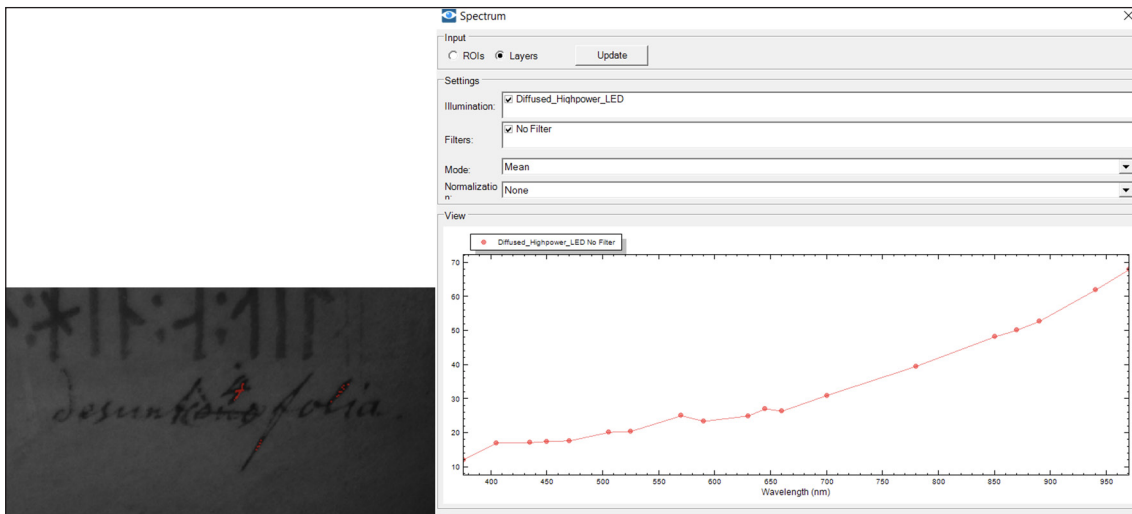 Spectrum
Input
ROIs Layers Update
Settings
Illumination: Diffused_Highpower_LED
Filters: No Filter
Mode: Mean
Normalizatio
n: None
View
Diffused_Highpower_LED No Filter
70
60
50
40
30
20
10
400 450 500 550 600 650 700 750 800 850 900 950
Wavelength (nm)
desunt folia.